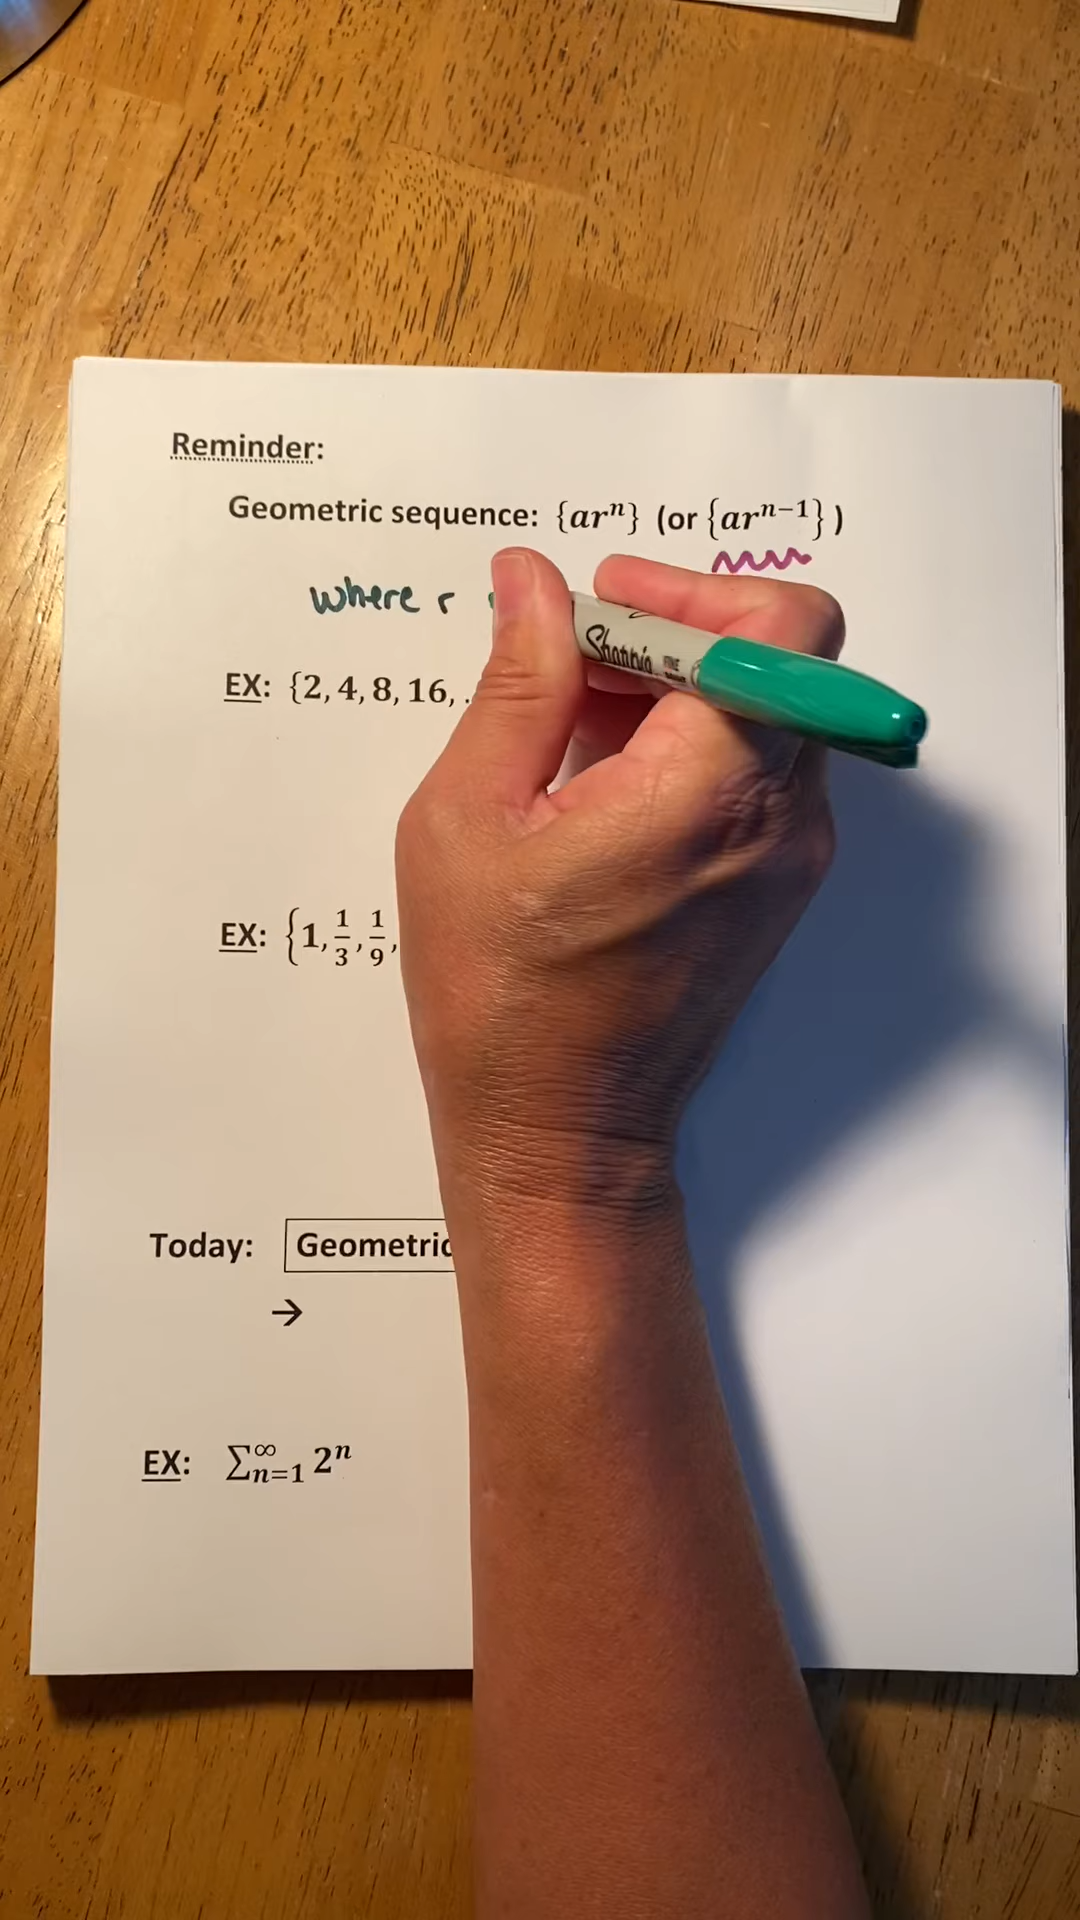 Reminder:
Geometric sequence: {arⁿ} (or {arⁿ⁻¹})
where r
Sharpie
FINE
EX: {2, 4, 8, 16, .
EX: {1, 1/3, 1/9,
Today: Geometric
→
EX: ∑_{n=1}^{∞} 2ⁿ